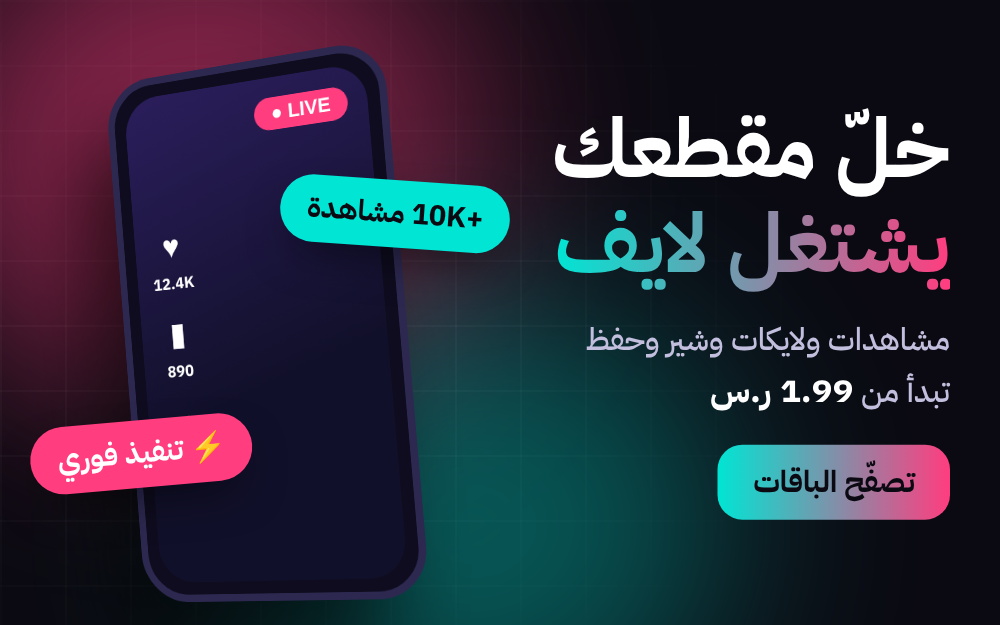 خلّ مقطعك
يشتغل لايف
مشاهدات ولايكات وشير وحفظ
تبدأ من 1.99 ر.س
تصفّح الباقات
● LIVE
+10K مشاهدة
♥
12.4K
▮
890
⚡ تنفيذ فوري